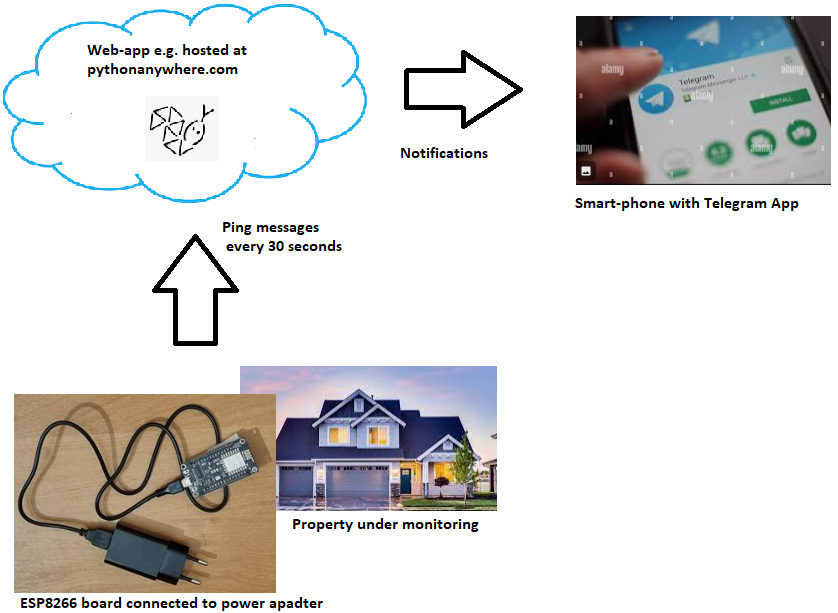 Web-app e.g. hosted at
pythonanywhere.com
Notifications
alamy
Telegram
Telegram Messenger LLP
INSTALL
alamy
alamy
alamy
Smart-phone with Telegram App
Ping messages
every 30 seconds
Property under monitoring
ESP8266 board connected to power apadter